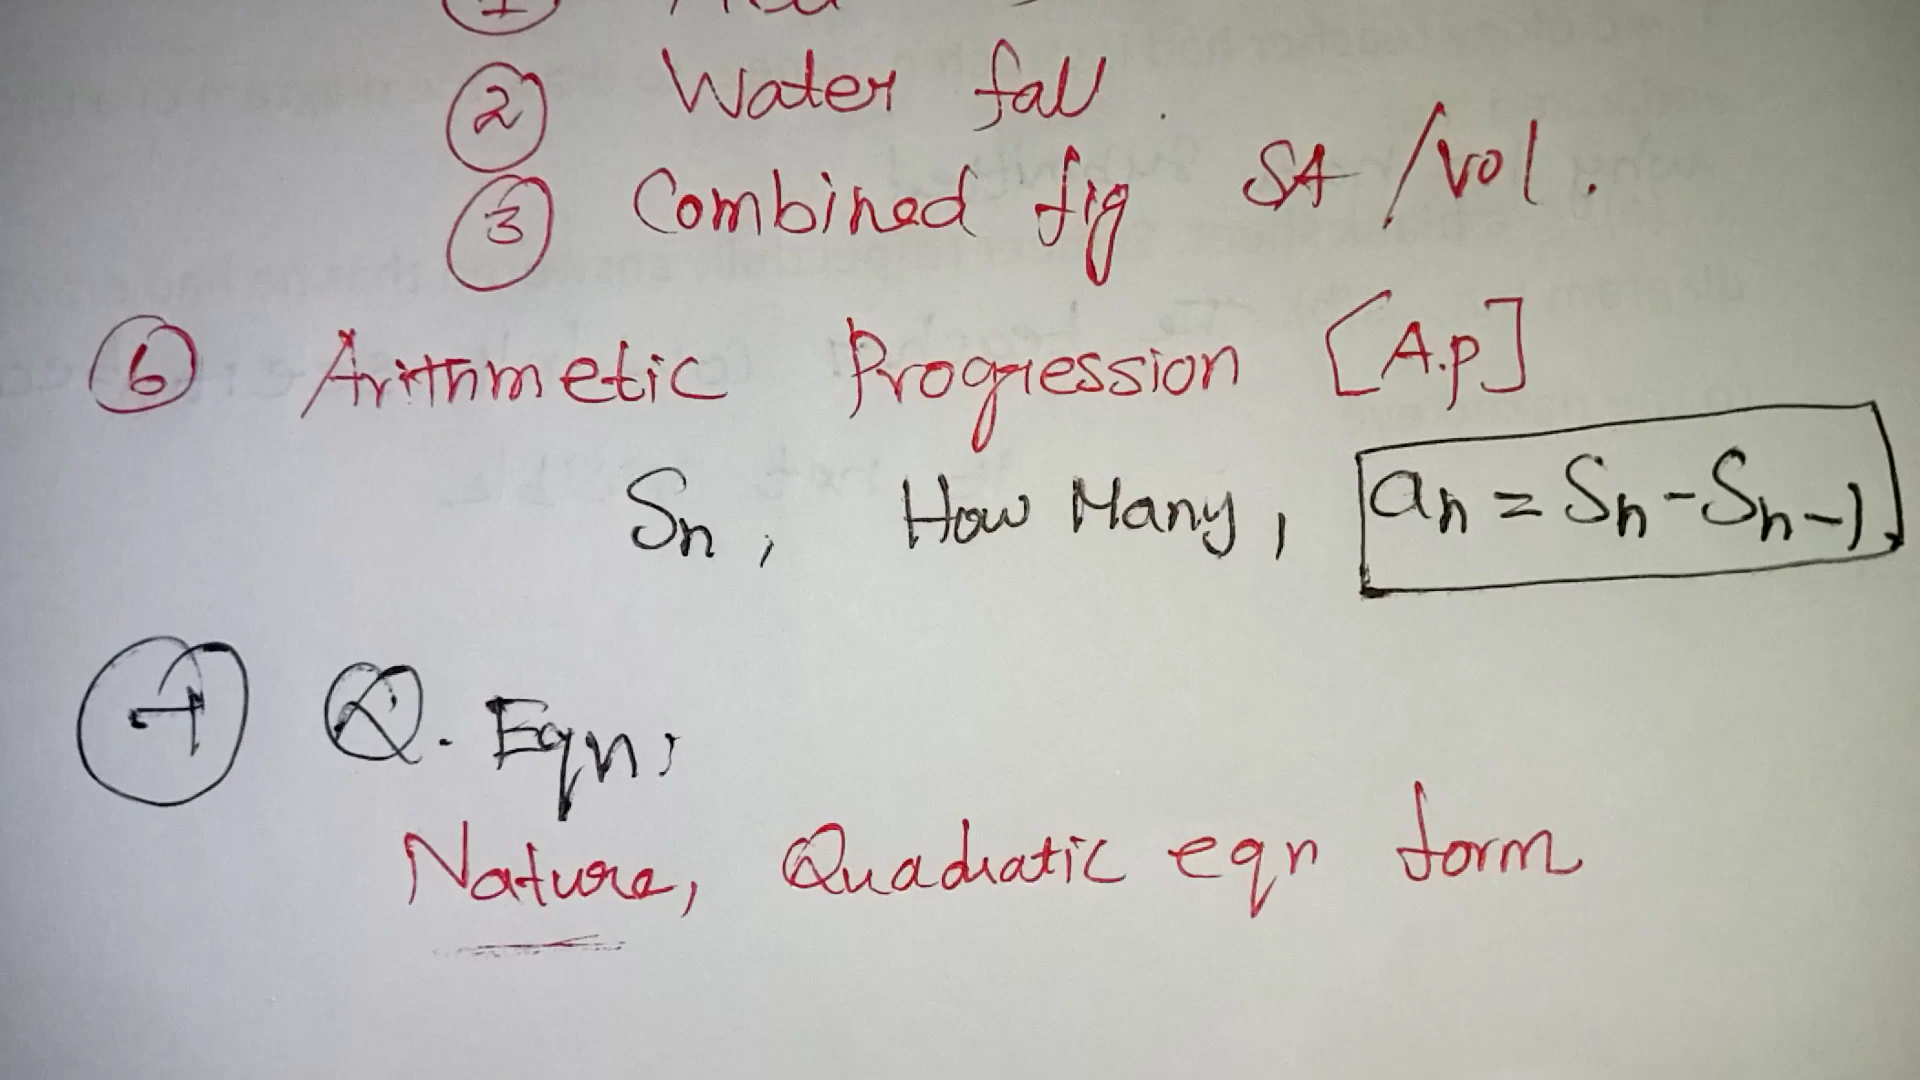 ② Water fall.
③ Combined fig SA/Vol.
⑥ Arithmetic Progression [A.p]
Sn, How Many, an = Sn - Sn-1
⑦ Q. Eqn:
Nature, Quadratic eqn form